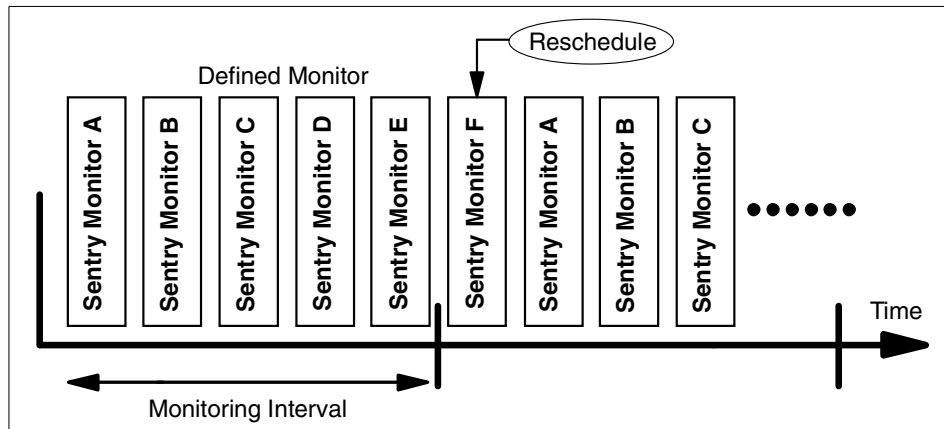 Reschedule
Defined Monitor
Sentry Monitor A
Sentry Monitor B
Sentry Monitor C
Sentry Monitor D
Sentry Monitor E
Sentry Monitor F
Sentry Monitor A
Sentry Monitor B
Sentry Monitor C
Time
Monitoring Interval